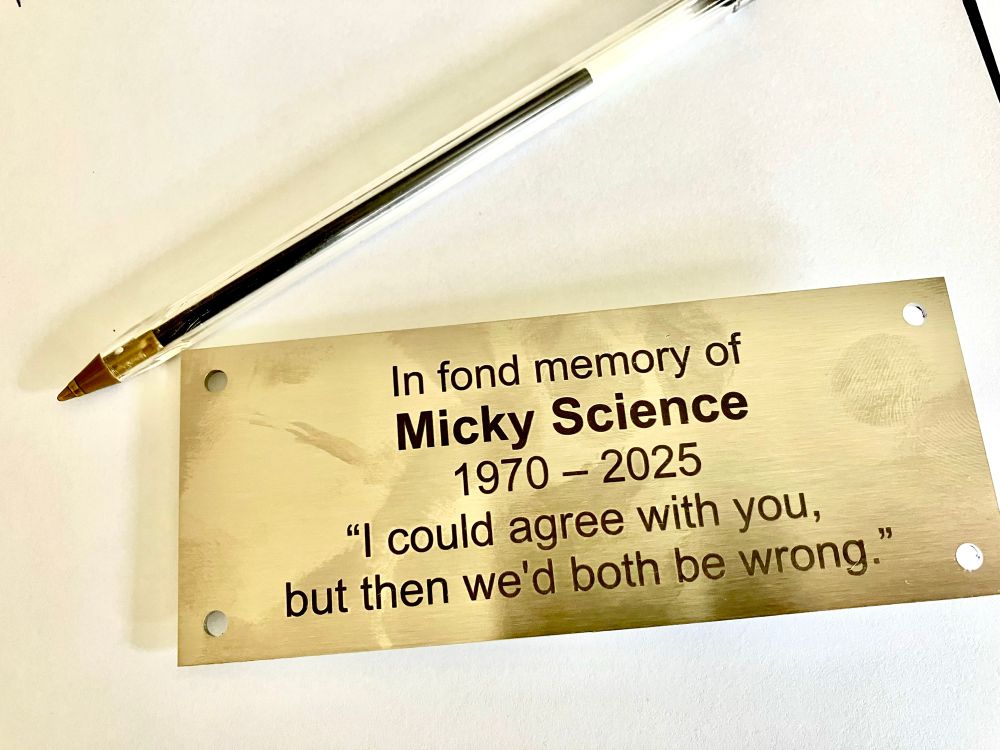 In fond memory of
Micky Science
1970 – 2025
“I could agree with you,
but then we'd both be wrong.”